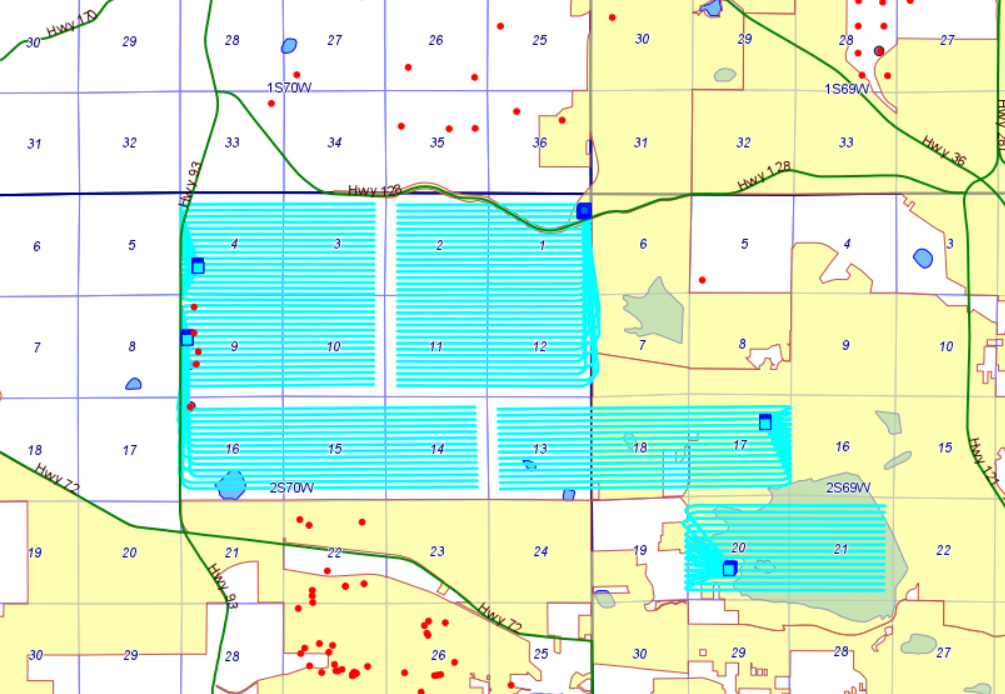 Hwy 170
30 29 28 27 26 25 30 29 28 27
1S70W 1S69W
31 32 33 34 35 36 31 32 33
Hwy 36
Hwy 93 Hwy 128 Hwy 128
6 5 4 3 2 1 6 5 4 3
7 8 9 10 11 12 7 8 9 10
18 17 16 15 14 13 18 17 16 15
Hwy 72 Hwy 121
2S70W 2S69W
19 20 21 22 23 24 19 20 21 22
Hwy 93 Hwy 72
30 29 28 26 25 30 29 28 27